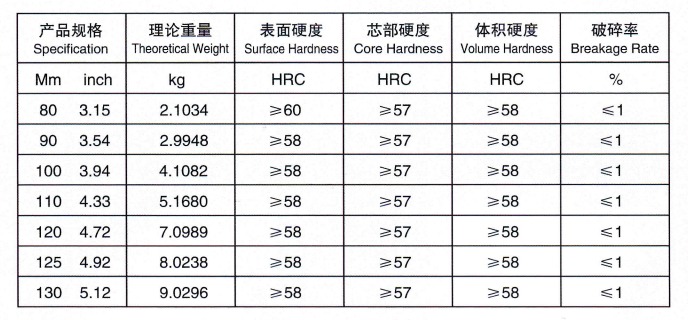 产品规格 理论重量 表面硬度 芯部硬度 体积硬度 破碎率
Specification Theoretical Weight Surface Hardness Core Hardness Volume Hardness Breakage Rate
Mm inch kg HRC HRC HRC %
80 3.15 2.1034 ≥60 ≥57 ≥58 ≤1
90 3.54 2.9948 ≥58 ≥57 ≥58 ≤1
100 3.94 4.1082 ≥58 ≥57 ≥58 ≤1
110 4.33 5.1680 ≥58 ≥57 ≥58 ≤1
120 4.72 7.0989 ≥58 ≥57 ≥58 ≤1
125 4.92 8.0238 ≥58 ≥57 ≥58 ≤1
130 5.12 9.0296 ≥58 ≥57 ≥58 ≤1